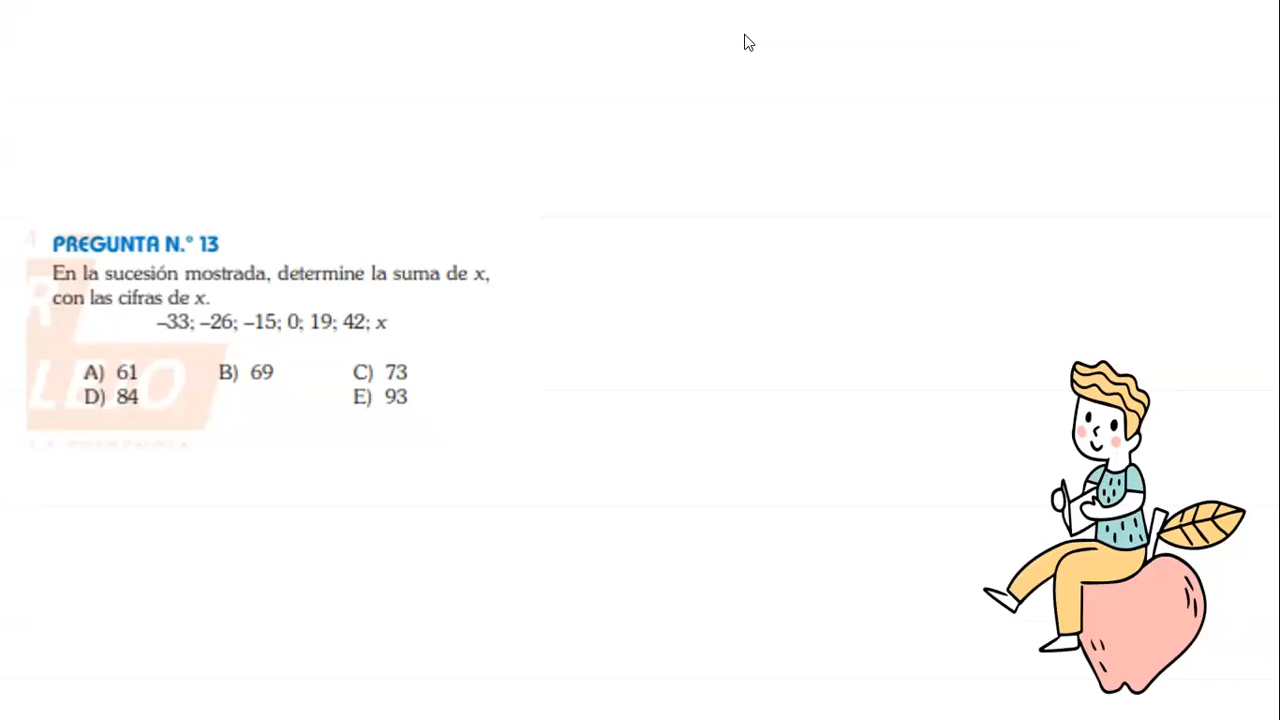 PREGUNTA N.° 13
En la sucesión mostrada, determine la suma de x,
con las cifras de x.
–33; –26; –15; 0; 19; 42; x
A) 61 B) 69 C) 73
D) 84 E) 93